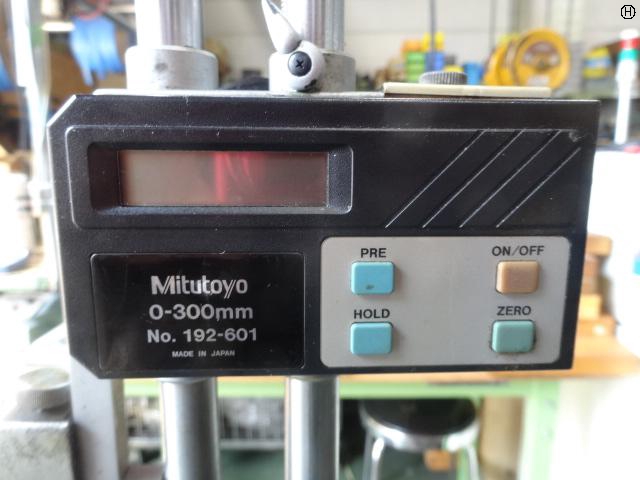 H
PRE
ON/OFF
HOLD
ZERO
Mitutoyo
0-300mm
No. 192-601
MADE IN JAPAN